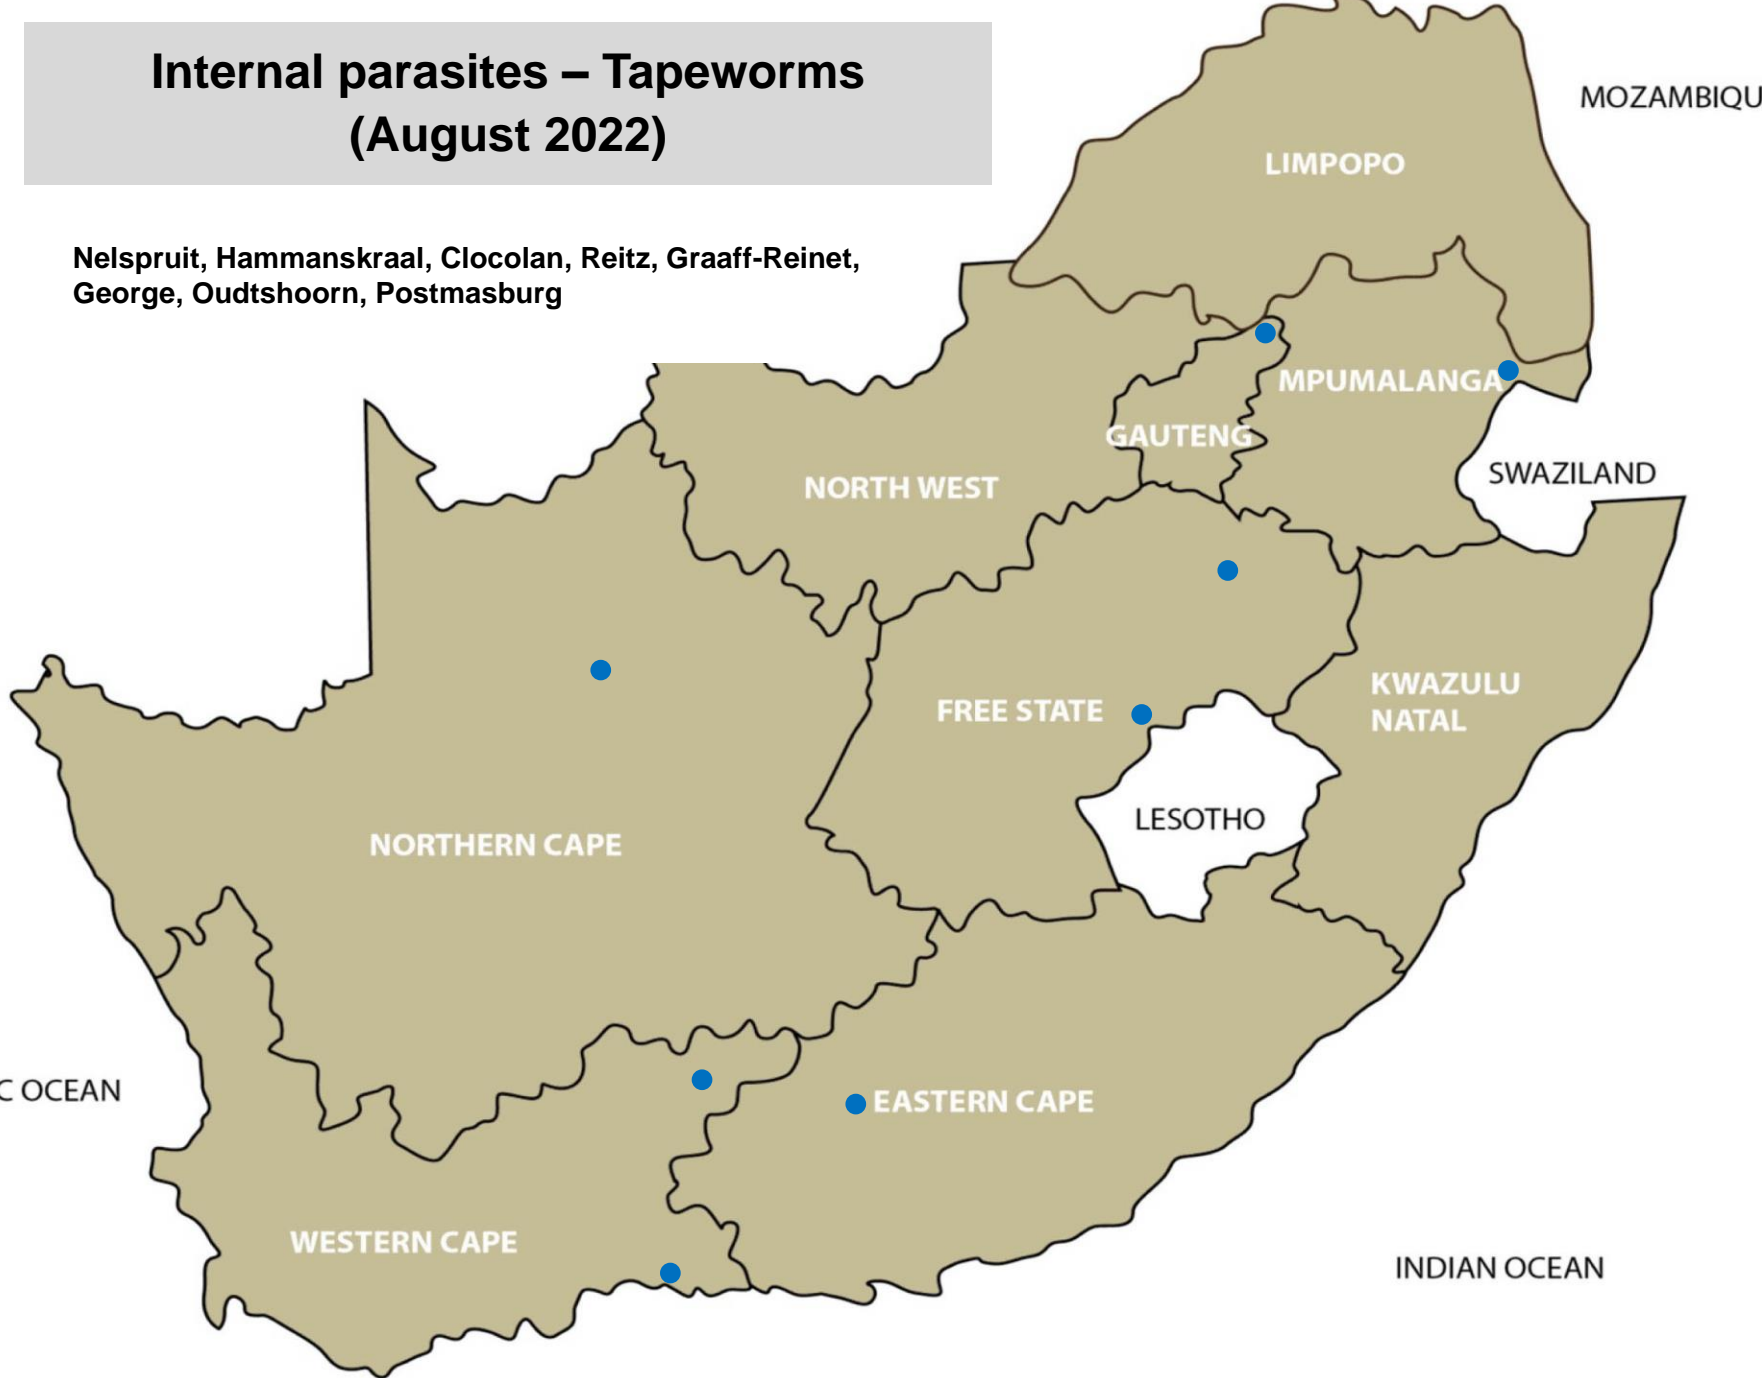 Internal parasites – Tapeworms
(August 2022)
Nelspruit, Hammanskraal, Clocolan, Reitz, Graaff-Reinet,
George, Oudtshoorn, Postmasburg
MOZAMBIQU
LIMPOPO
MPUMALANGA
GAUTENG
SWAZILAND
NORTH WEST
KWAZULU
NATAL
FREE STATE
LESOTHO
NORTHERN CAPE
C OCEAN
EASTERN CAPE
WESTERN CAPE
INDIAN OCEAN